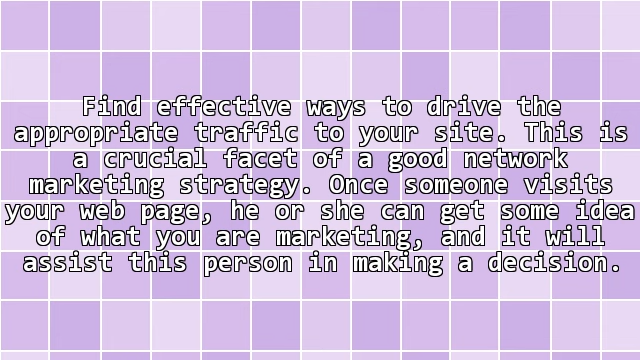 Find effective ways to drive the
appropriate traffic to your site. This is
a crucial facet of a good network
marketing strategy. Once someone visits
your web page, he or she can get some idea
of what you are marketing, and it will
assist this person in making a decision.